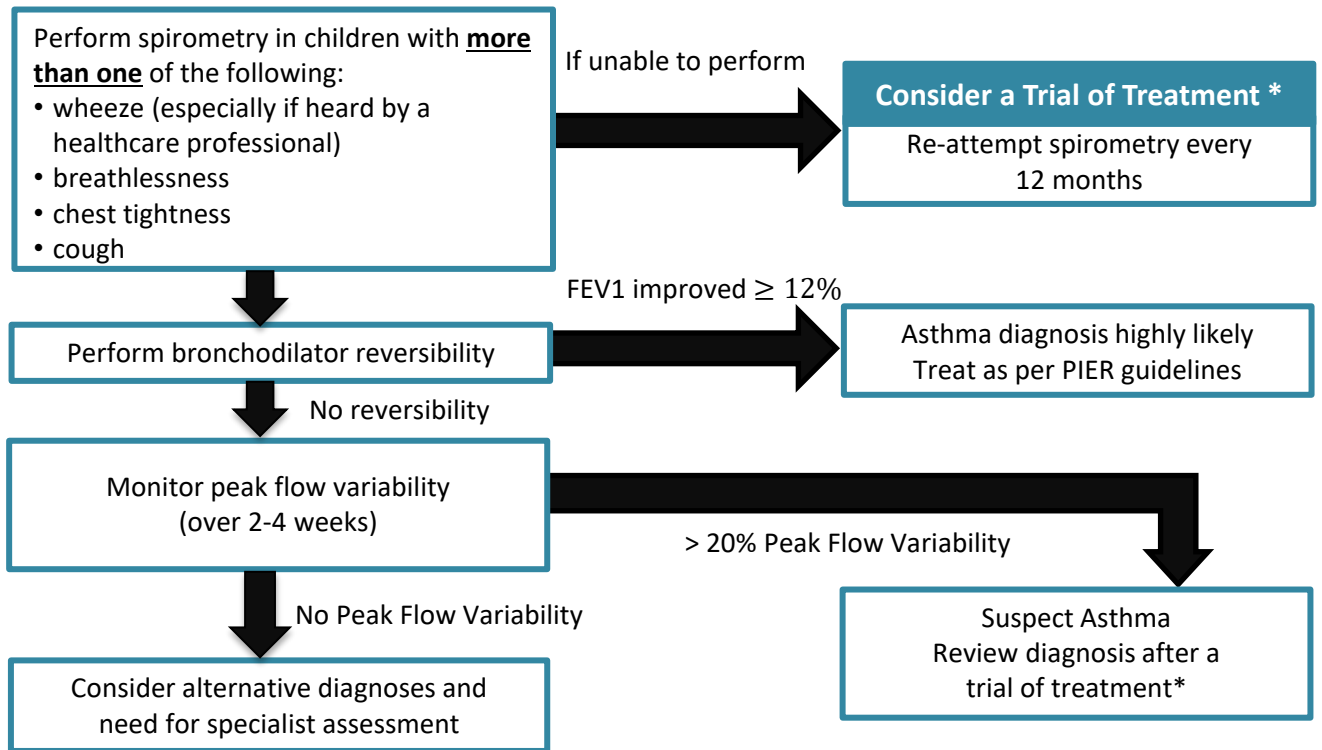 Perform spirometry in children with more
than one of the following:
• wheeze (especially if heard by a
healthcare professional)
• breathlessness
• chest tightness
• cough
If unable to perform
Consider a Trial of Treatment *
Re-attempt spirometry every
12 months
Perform bronchodilator reversibility
FEV1 improved ≥ 12%
Asthma diagnosis highly likely
Treat as per PIER guidelines
No reversibility
Monitor peak flow variability
(over 2-4 weeks)
> 20% Peak Flow Variability
Suspect Asthma
Review diagnosis after a
trial of treatment*
No Peak Flow Variability
Consider alternative diagnoses and
need for specialist assessment